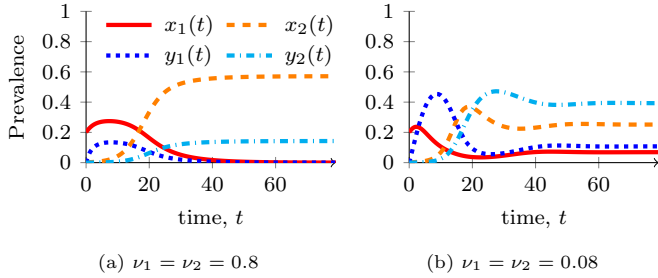 Prevalence
1
0.8
0.6
0.4
0.2
0
0 20 40 60
x₁(t) x₂(t)
y₁(t) y₂(t)
time, t
(a) ν₁ = ν₂ = 0.8
1
0.8
0.6
0.4
0.2
0
0 20 40 60
time, t
(b) ν₁ = ν₂ = 0.08